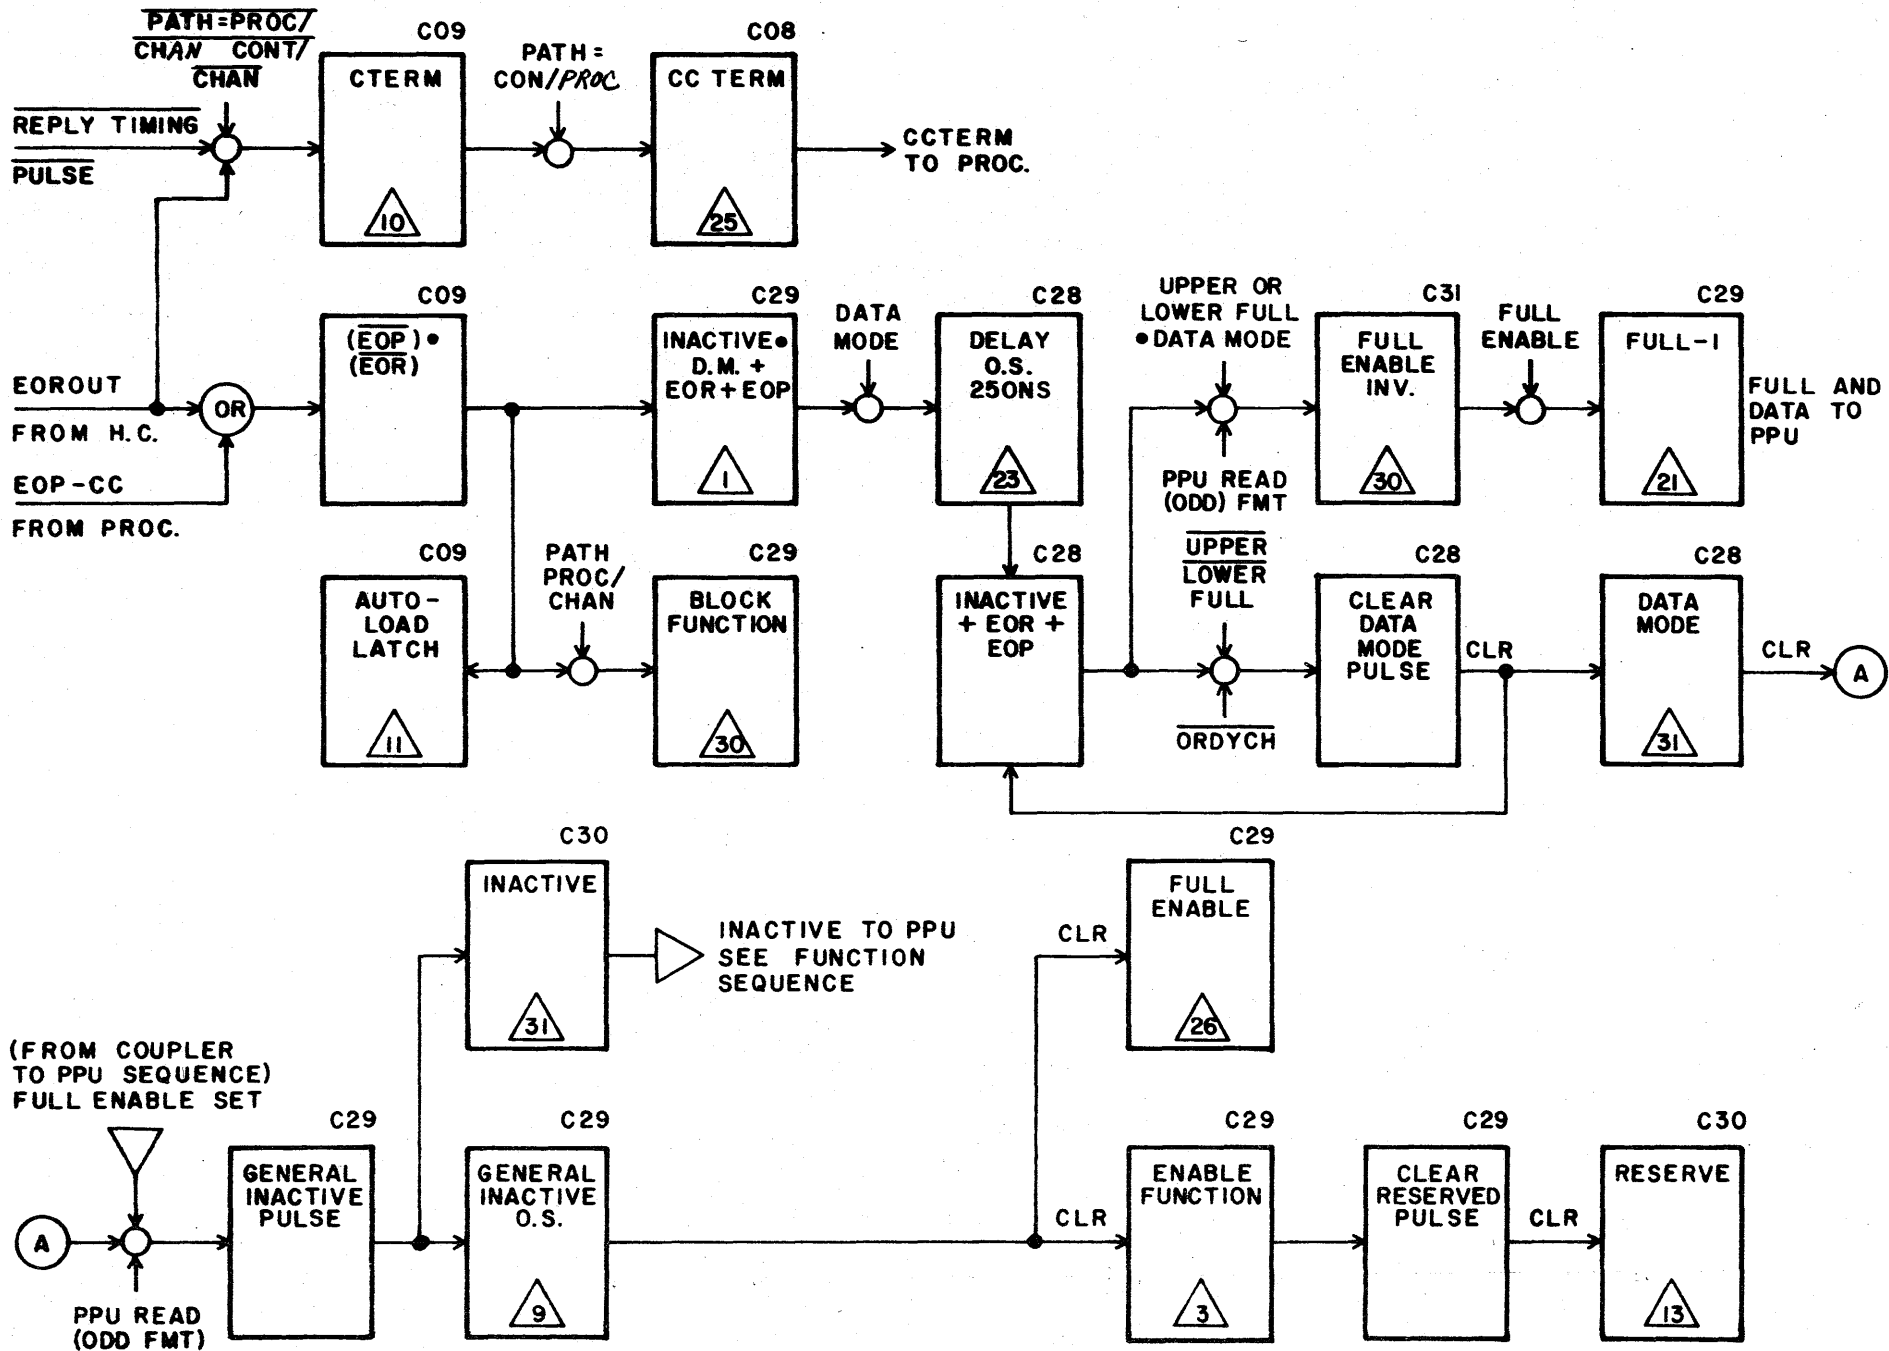 PATH=PROC/
CHAN CONT/
CHAN
REPLY TIMING
PULSE
C09
CTERM
10
PATH=
CON/PROC
C08
CC TERM
25
CCTERM
TO PROC.
EOROUT
FROM H.C.
EOP-CC
FROM PROC.
OR
C09
(EOP)•
(EOR)
C29
INACTIVE•
D.M. +
EOR+EOP
1
DATA
MODE
C28
DELAY
O.S.
250NS
23
UPPER OR
LOWER FULL
•DATA MODE
PPU READ
(ODD) FMT
C31
FULL
ENABLE
INV.
30
FULL
ENABLE
C29
FULL-1
21
FULL AND
DATA TO
PPU
C09
AUTO-
LOAD
LATCH
11
PATH
PROC/
CHAN
C29
BLOCK
FUNCTION
30
C28
INACTIVE
+ EOR +
EOP
UPPER
LOWER
FULL
ORDYCH
C28
CLEAR
DATA
MODE
PULSE
CLR
C28
DATA
MODE
31
CLR
A
C30
INACTIVE
31
INACTIVE TO PPU
SEE FUNCTION
SEQUENCE
C29
FULL
ENABLE
26
CLR
(FROM COUPLER
TO PPU SEQUENCE)
FULL ENABLE SET
A
PPU READ
(ODD FMT)
C29
GENERAL
INACTIVE
PULSE
C29
GENERAL
INACTIVE
O.S.
9
CLR
C29
ENABLE
FUNCTION
3
C29
CLEAR
RESERVED
PULSE
CLR
C30
RESERVE
13